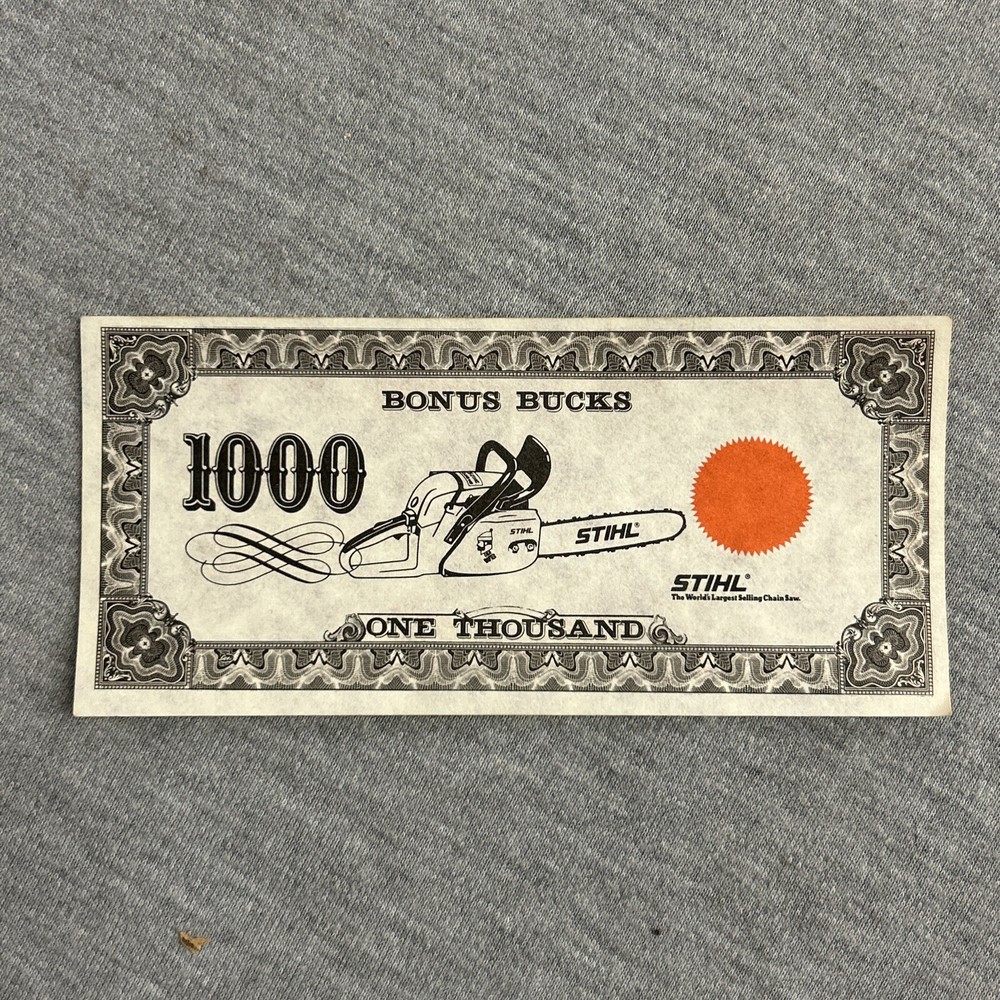 BONUS BUCKS
1000
STIHL
STIHL®
STIHL®
The World's Largest Selling Chain Saw.
ONE THOUSAND